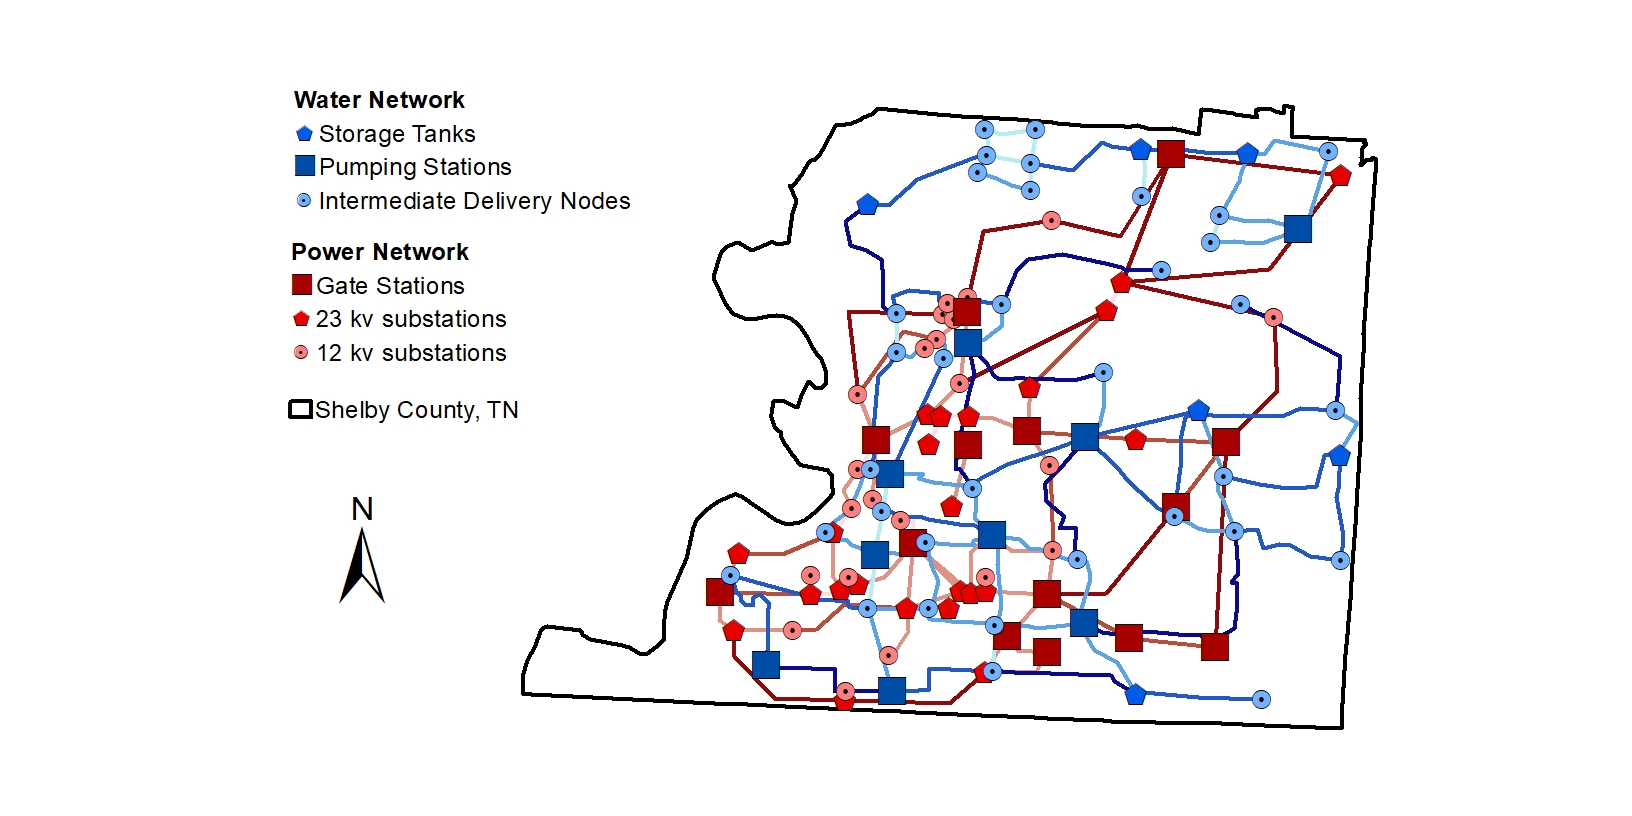 Water Network
Storage Tanks
Pumping Stations
Intermediate Delivery Nodes
Power Network
Gate Stations
23 kv substations
12 kv substations
Shelby County, TN
N